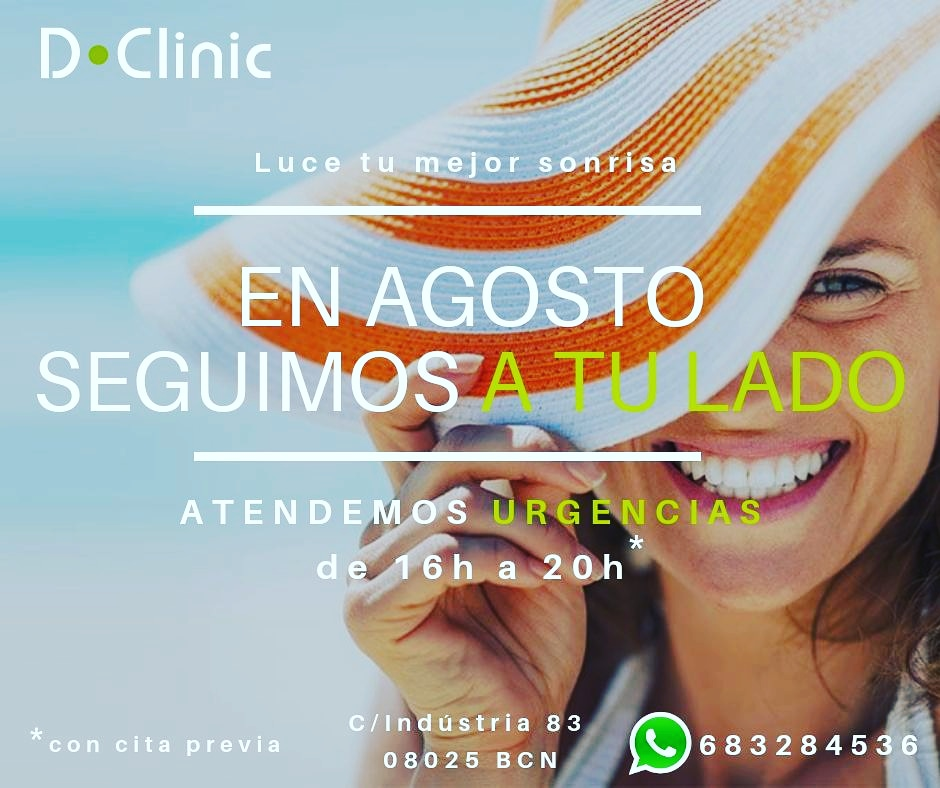 D•Clinic
Luce tu mejor sonrisa
EN AGOSTO
SEGUIMOS A TU LADO
ATENDEMOS URGENCIAS
de 16h a 20h*
*con cita previa
C/Indústria 83
08025 BCN
683284536